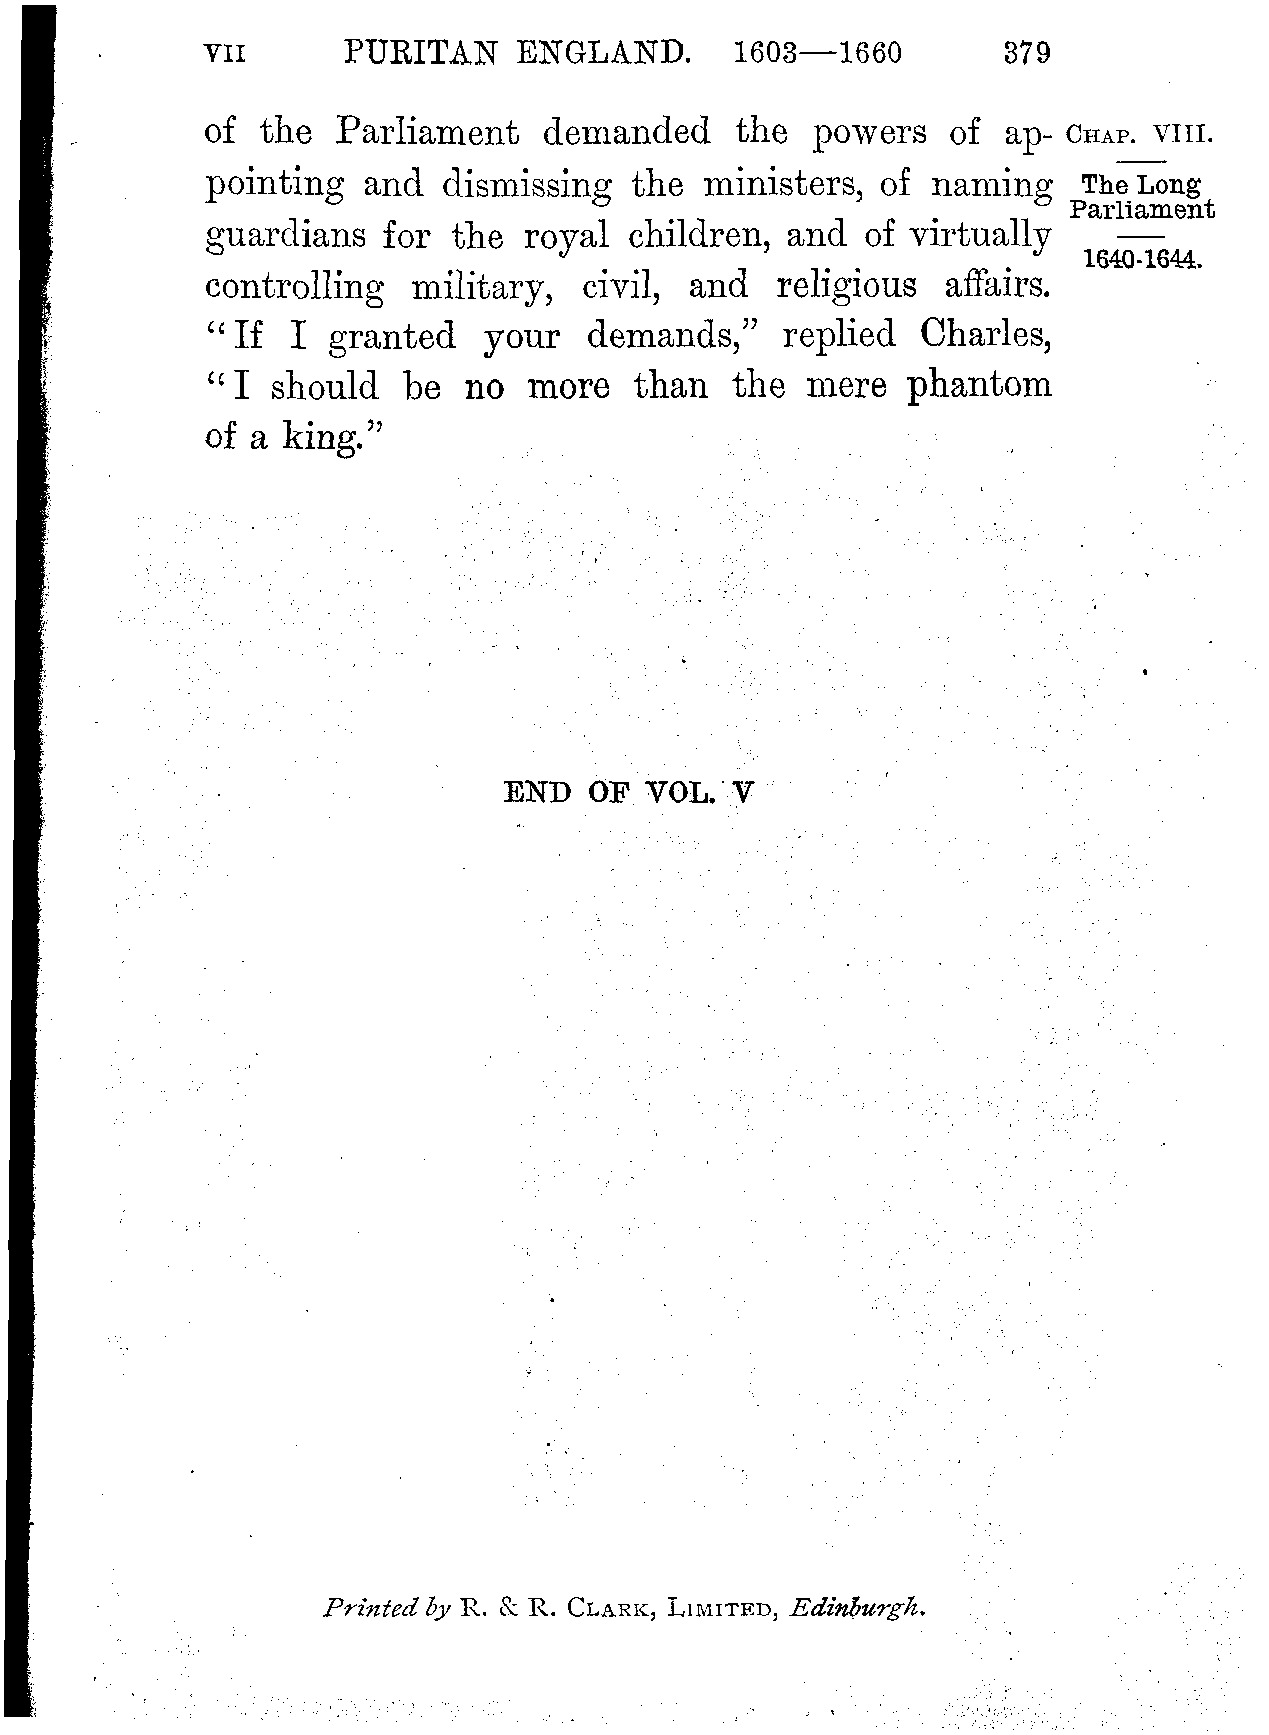 VII PURITAN ENGLAND. 1603—1660 379
of the Parliament demanded the powers of ap-
pointing and dismissing the ministers, of naming
guardians for the royal children, and of virtually
controlling military, civil, and religious affairs.
“If I granted your demands,” replied Charles,
“I should be no more than the mere phantom
of a king.”
CHAP. VIII.
The Long
Parliament
1640-1644.
END OF VOL. V
Printed by R. & R. CLARK, LIMITED, Edinburgh.